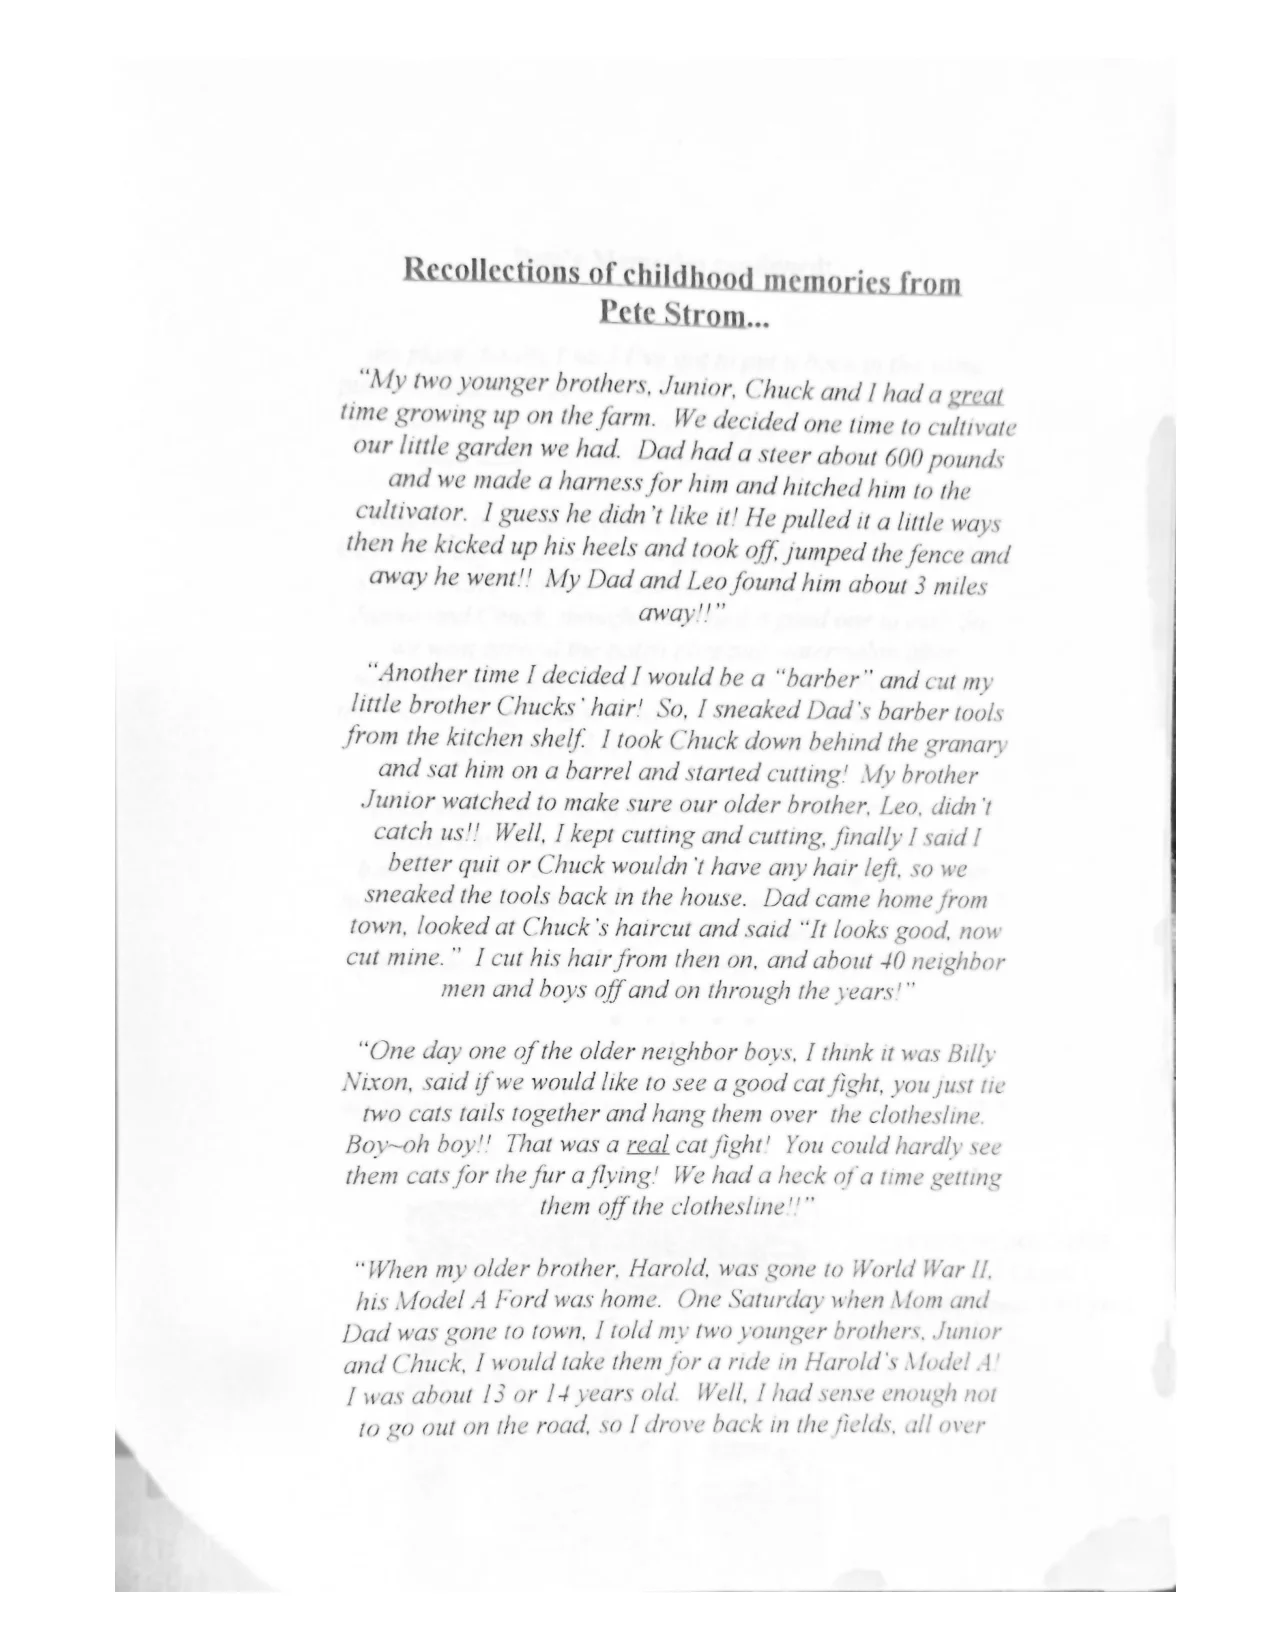 Recollections of childhood memories from
Pete Strom...
“My two younger brothers, Junior, Chuck and I had a great
time growing up on the farm. We decided one time to cultivate
our little garden we had. Dad had a steer about 600 pounds
and we made a harness for him and hitched him to the
cultivator. I guess he didn't like it! He pulled it a little ways
then he kicked up his heels and took off, jumped the fence and
away he went!! My Dad and Leo found him about 3 miles
away!!”
“Another time I decided I would be a “barber” and cut my
little brother Chucks' hair! So, I sneaked Dad's barber tools
from the kitchen shelf. I took Chuck down behind the granary
and sat him on a barrel and started cutting! My brother
Junior watched to make sure our older brother, Leo, didn't
catch us!! Well, I kept cutting and cutting, finally I said I
better quit or Chuck wouldn't have any hair left, so we
sneaked the tools back in the house. Dad came home from
town, looked at Chuck's haircut and said “It looks good, now
cut mine.” I cut his hair from then on, and about 40 neighbor
men and boys off and on through the years!”
“One day one of the older neighbor boys, I think it was Billy
Nixon, said if we would like to see a good cat fight, you just tie
two cats tails together and hang them over the clothesline.
Boy~oh boy!! That was a real cat fight! You could hardly see
them cats for the fur a flying! We had a heck of a time getting
them off the clothesline!!”
“When my older brother, Harold, was gone to World War II,
his Model A Ford was home. One Saturday when Mom and
Dad was gone to town, I told my two younger brothers, Junior
and Chuck, I would take them for a ride in Harold's Model A!
I was about 13 or 14 years old. Well, I had sense enough not
to go out on the road, so I drove back in the fields, all over